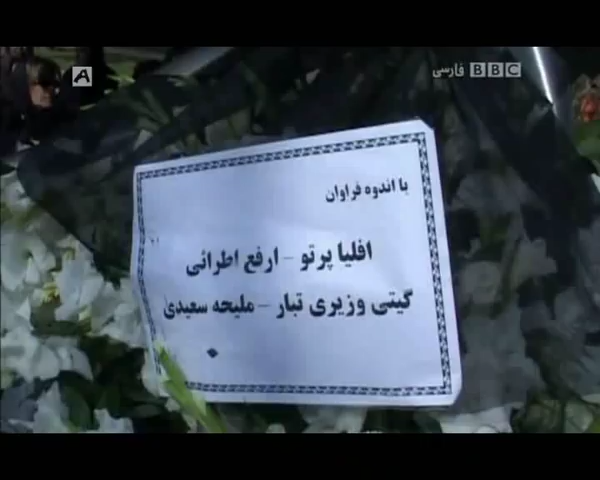 A
BBC فارسی
با اندوه فراوان
افلیا پرتو - ارفع اطرائی
گیتی وزیری تبار - ملیحه سعیدی